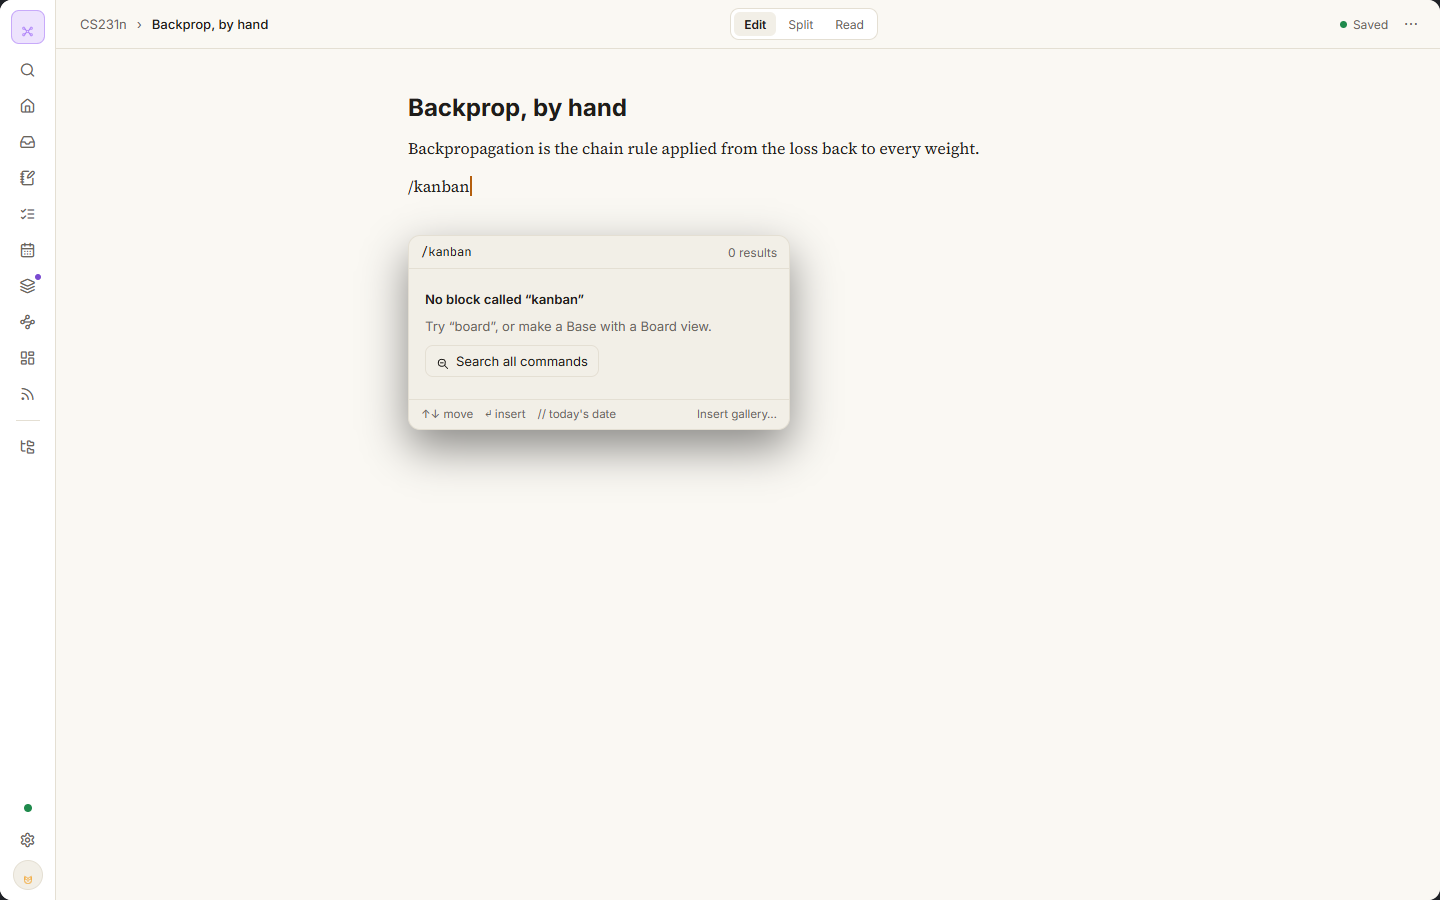 CS231n › Backprop, by hand
Edit Split Read
Saved
Backprop, by hand
Backpropagation is the chain rule applied from the loss back to every weight.
/kanban
/kanban 0 results
No block called “kanban”
Try “board”, or make a Base with a Board view.
Search all commands
↑↓ move ↵ insert // today's date Insert gallery...